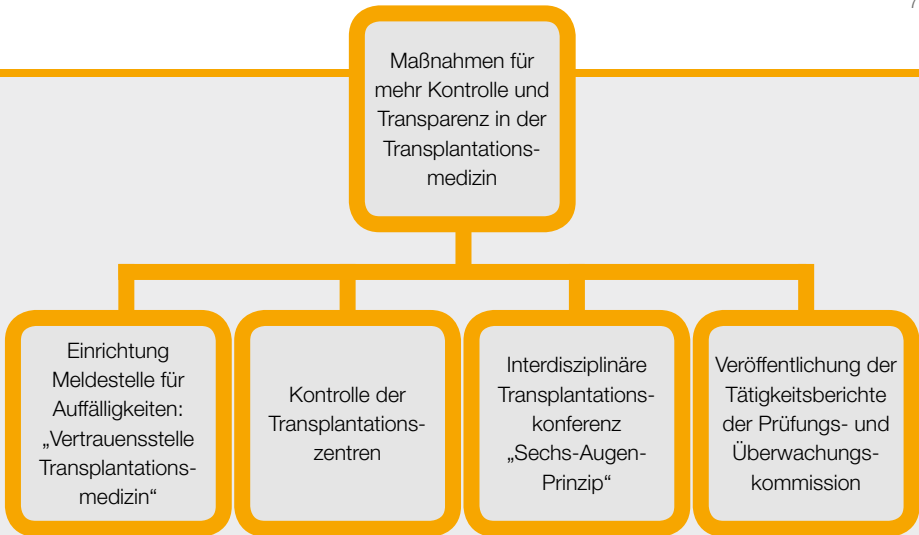 7
Maßnahmen für
mehr Kontrolle und
Transparenz in der
Transplantations-
medizin
Einrichtung
Meldestelle für
Auffälligkeiten:
„Vertrauensstelle
Transplantations-
medizin“
Kontrolle der
Transplantations-
zentren
Interdisziplinäre
Transplantations-
konferenz
„Sechs-Augen-
Prinzip“
Veröffentlichung der
Tätigkeitsberichte
der Prüfungs- und
Überwachungs-
kommission